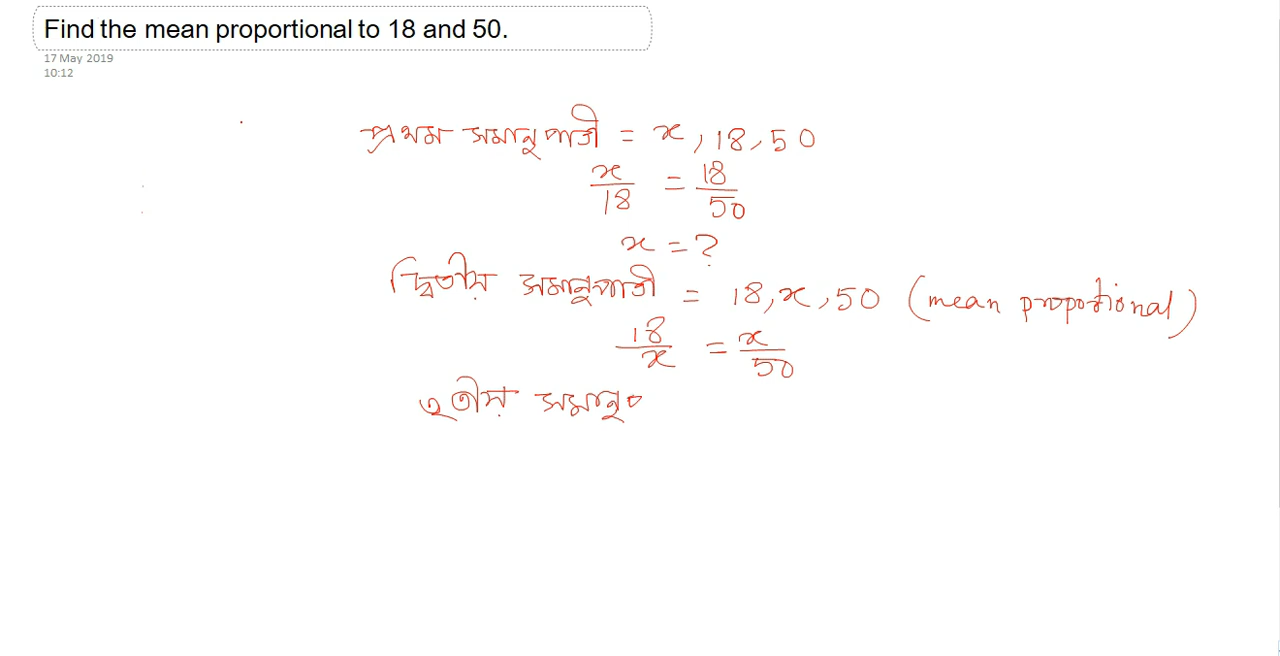 Find the mean proportional to 18 and 50.
17 May 2019
10:12
প্রথম সমানুপাতী = x, 18, 50
x/18 = 18/50
x = ?
দ্বিতীয় সমানুপাতী = 18, x, 50 (mean proportional)
18/x = x/50
তৃতীয় সমানু